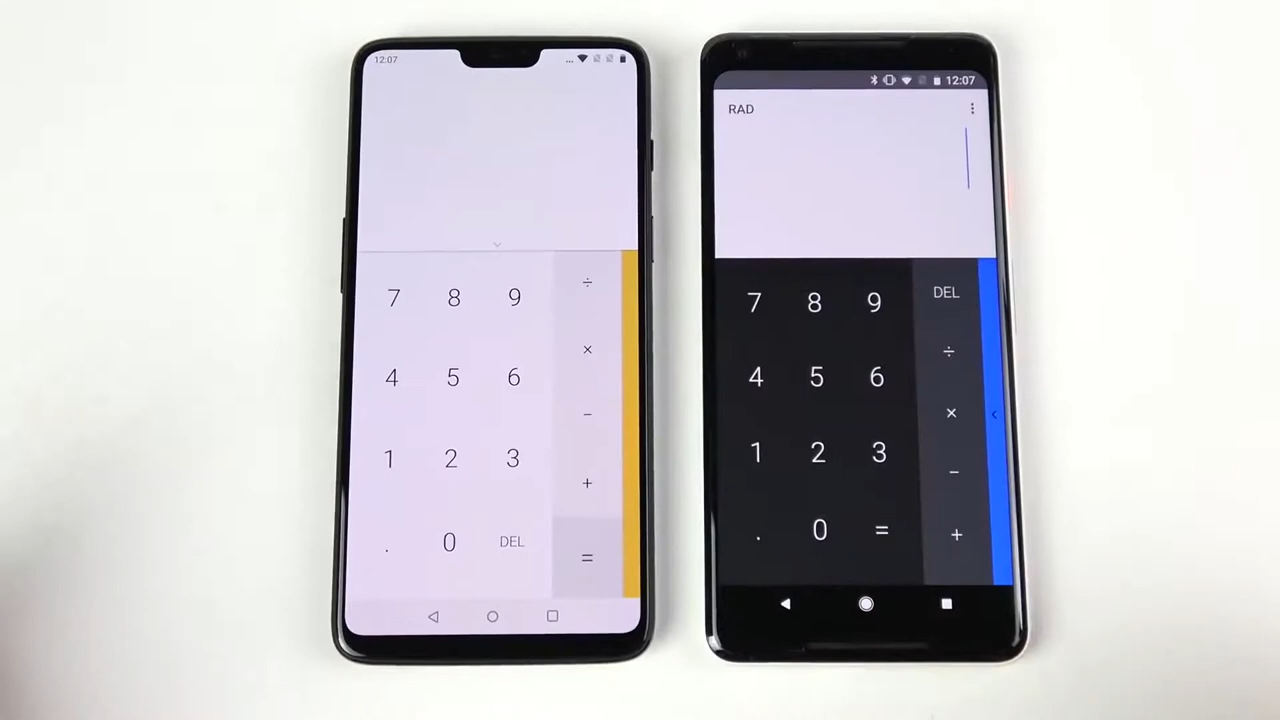 12:07
7 8 9 ÷
×
4 5 6
−
1 2 3
+
. 0 DEL
=
12:07
RAD
7 8 9 DEL
÷
4 5 6
×
1 2 3
−
. 0 = +